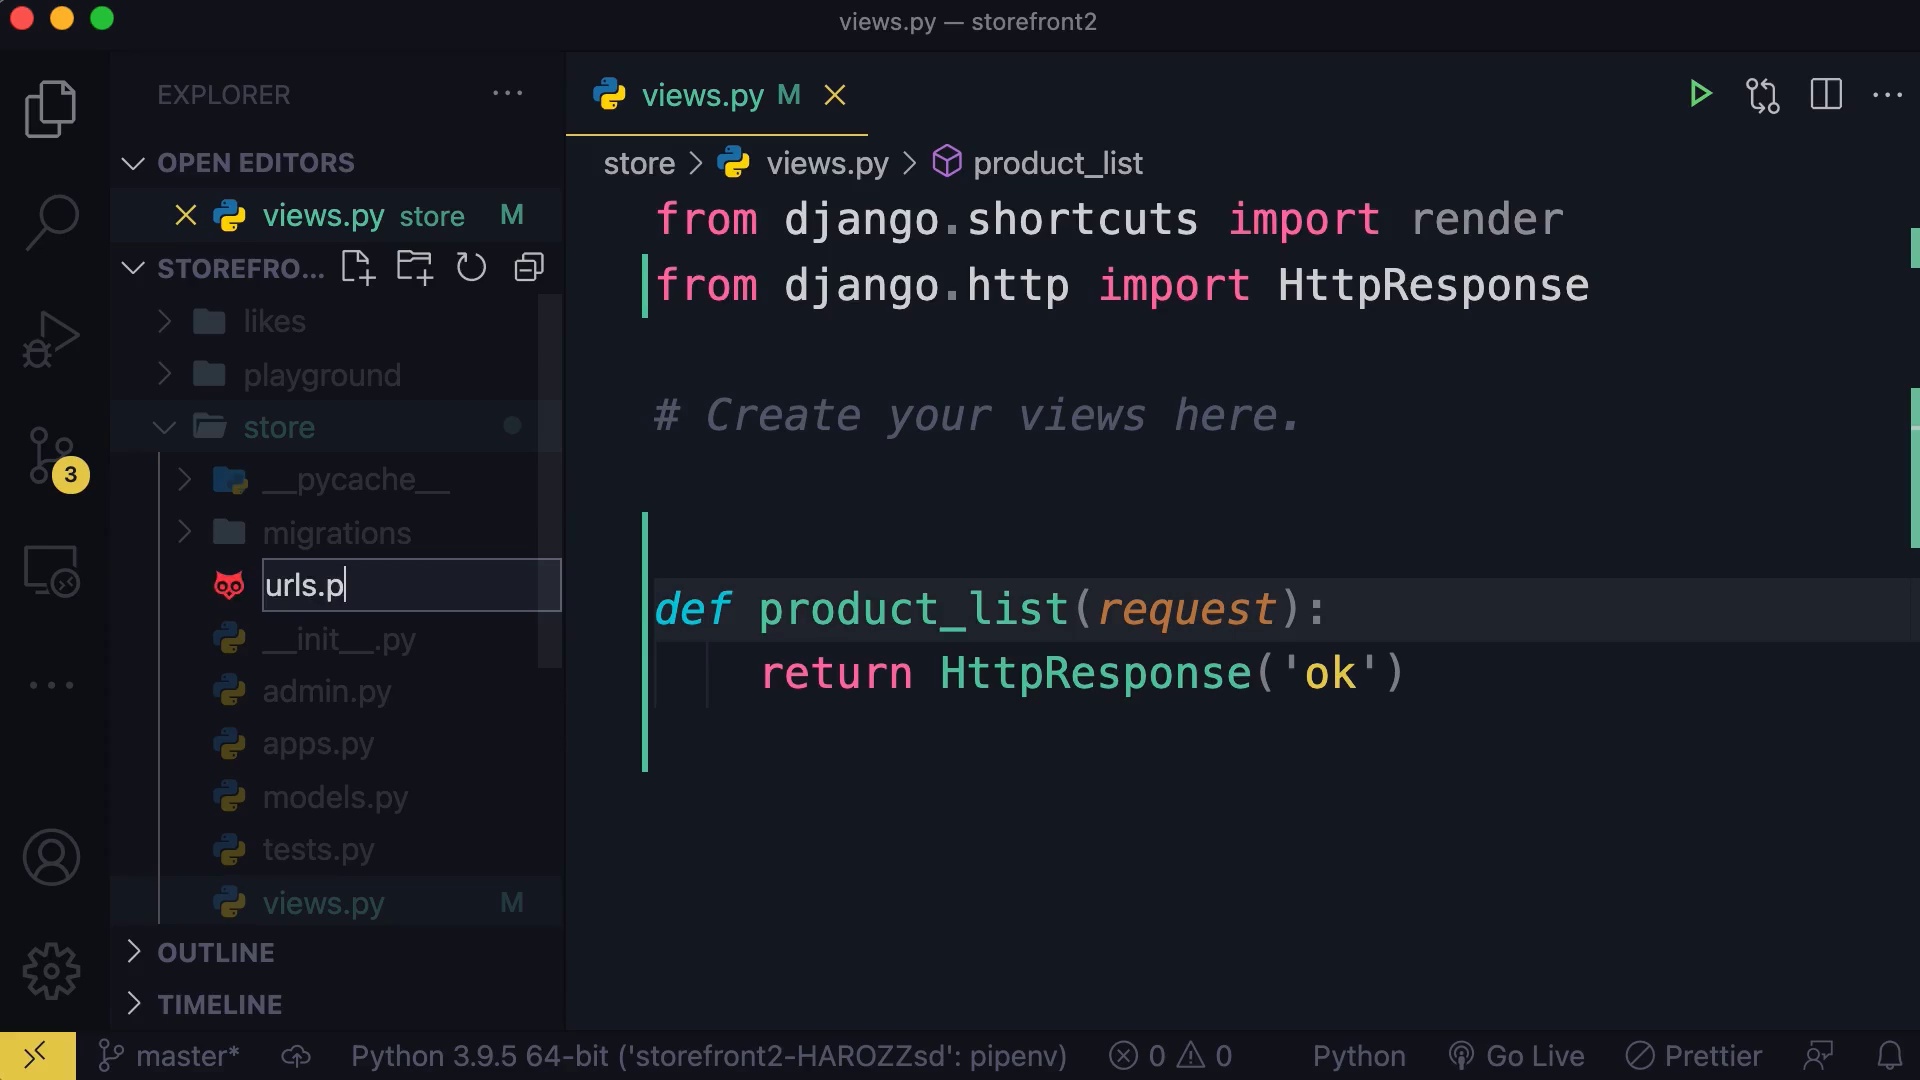 views.py — storefront2
EXPLORER
OPEN EDITORS
views.py store M
STOREFRO...
likes
playground
store
__pycache__
migrations
urls.p
__init__.py
admin.py
apps.py
models.py
tests.py
views.py M
OUTLINE
TIMELINE
3
views.py M
store > views.py > product_list
from django.shortcuts import render
from django.http import HttpResponse
# Create your views here.
def product_list(request):
    return HttpResponse('ok')
master* Python 3.9.5 64-bit ('storefront2-HAROZZsd': pipenv) 0 0 Python Go Live Prettier